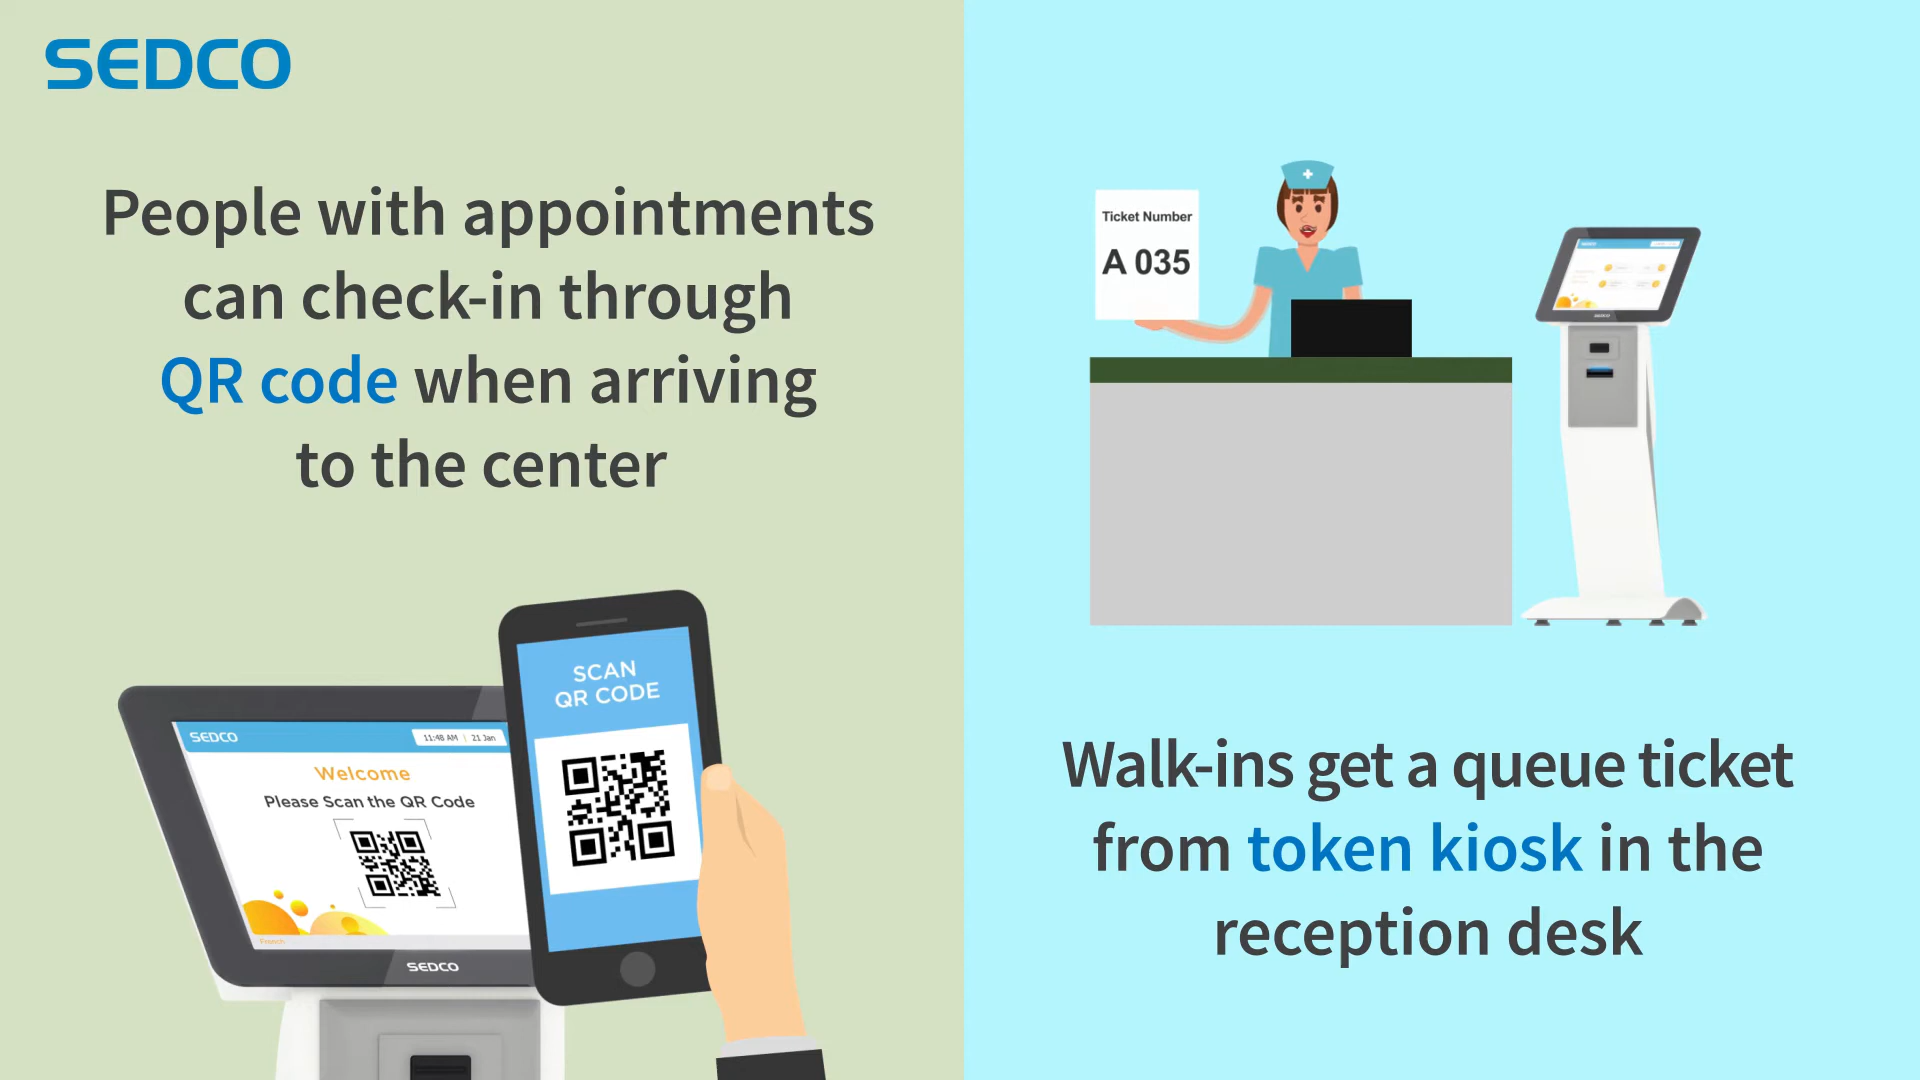 SEDCO
People with appointments
can check-in through
QR code when arriving
to the center
SCAN
QR CODE
SEDCO
11:48 AM | 21 Jan
Welcome
Please Scan the QR Code
French
SEDCO
Ticket Number
A 035
Walk-ins get a queue ticket
from token kiosk in the
reception desk